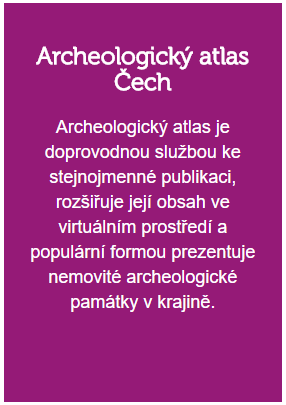 Archeologický atlas
Čech
Archeologický atlas je
doprovodnou službou ke
stejnojmenné publikaci,
rozšiřuje její obsah ve
virtuálním prostředí a
populární formou prezentuje
nemovité archeologické
památky v krajině.